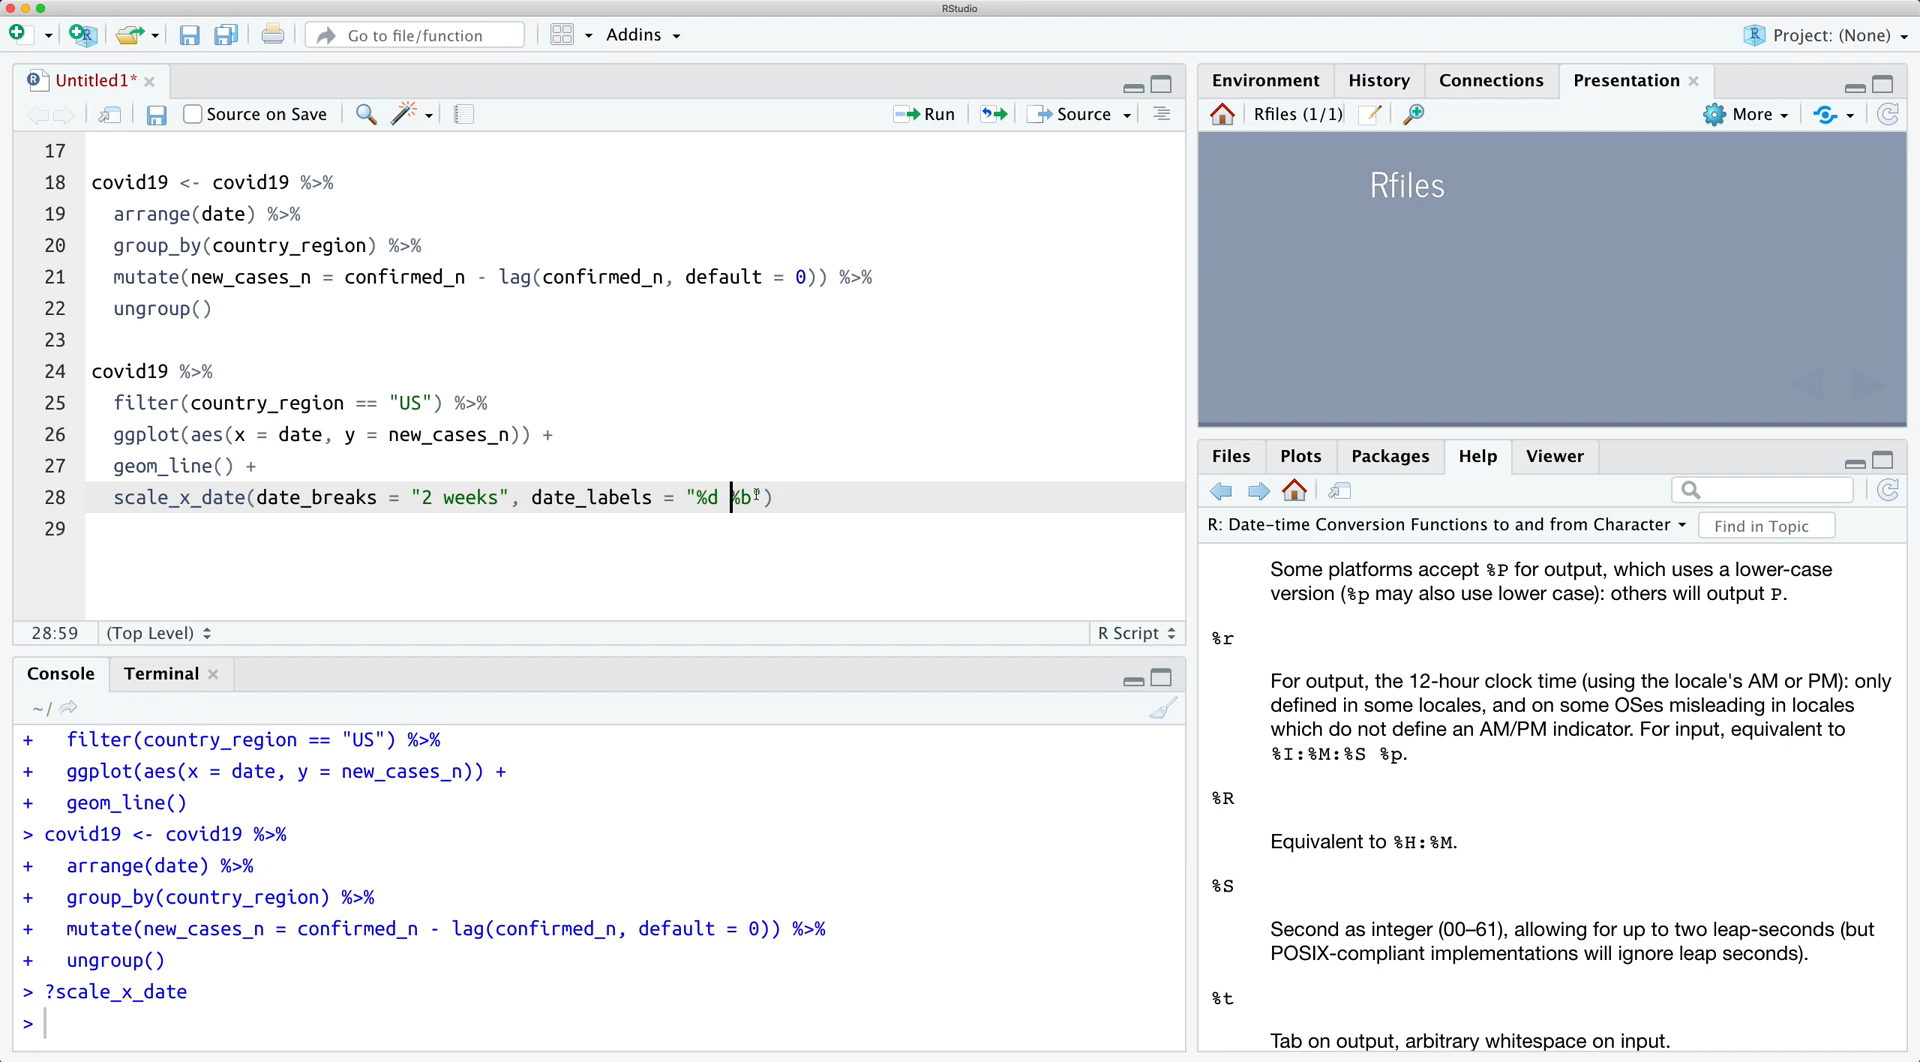 RStudio
Go to file/function
Addins
Project: (None)
Untitled1*
Source on Save
Run
Source
17
18 covid19 <- covid19 %>%
19 arrange(date) %>%
20 group_by(country_region) %>%
21 mutate(new_cases_n = confirmed_n - lag(confirmed_n, default = 0)) %>%
22 ungroup()
23
24 covid19 %>%
25 filter(country_region == "US") %>%
26 ggplot(aes(x = date, y = new_cases_n)) +
27 geom_line() +
28 scale_x_date(date_breaks = "2 weeks", date_labels = "%d %b")
29
28:59 (Top Level) R Script
Console Terminal
~/
+ filter(country_region == "US") %>%
+ ggplot(aes(x = date, y = new_cases_n)) +
+ geom_line()
> covid19 <- covid19 %>%
+ arrange(date) %>%
+ group_by(country_region) %>%
+ mutate(new_cases_n = confirmed_n - lag(confirmed_n, default = 0)) %>%
+ ungroup()
> ?scale_x_date
>
Environment History Connections Presentation
Rfiles (1/1) More
Rfiles
Files Plots Packages Help Viewer
R: Date-time Conversion Functions to and from Character Find in Topic
Some platforms accept %P for output, which uses a lower-case
version (%p may also use lower case): others will output P.
%r
For output, the 12-hour clock time (using the locale's AM or PM): only
defined in some locales, and on some OSes misleading in locales
which do not define an AM/PM indicator. For input, equivalent to
%I:%M:%S %p.
%R
Equivalent to %H:%M.
%S
Second as integer (00–61), allowing for up to two leap-seconds (but
POSIX-compliant implementations will ignore leap seconds).
%t
Tab on output, arbitrary whitespace on input.